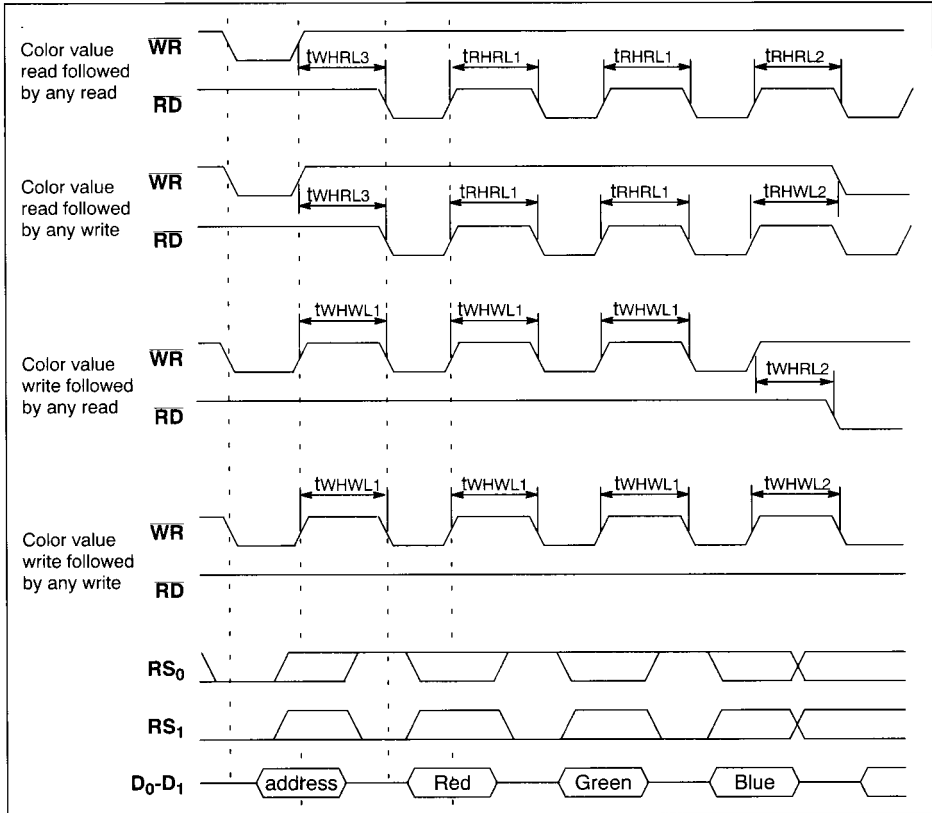 Color value
read followed
by any read
WR
tWHRL3
tRHRL1
tRHRL1
tRHRL2
RD
Color value
read followed
by any write
WR
tWHRL3
tRHRL1
tRHRL1
tRHWL2
RD
Color value
write followed
by any read
tWHWL1
tWHWL1
tWHWL1
WR
tWHRL2
RD
Color value
write followed
by any write
tWHWL1
tWHWL1
tWHWL1
tWHWL2
WR
RD
RS0
RS1
D0-D1
address
Red
Green
Blue